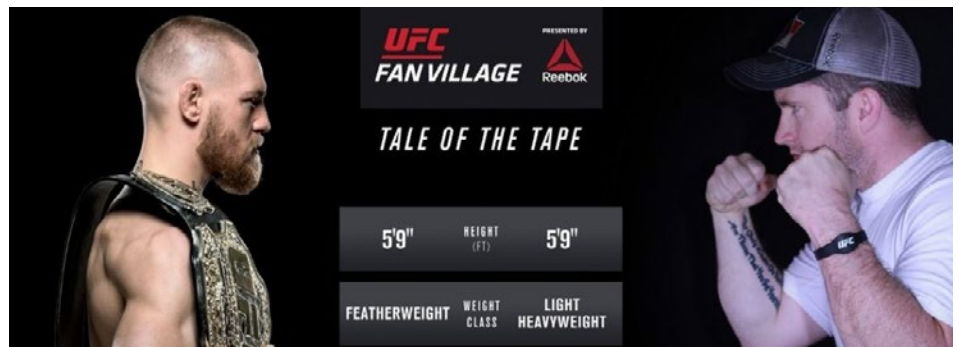 UFC
FAN VILLAGE
PRESENTED BY
Reebok
TALE OF THE TAPE
5'9" HEIGHT (FT) 5'9"
FEATHERWEIGHT WEIGHT CLASS LIGHT HEAVYWEIGHT
UFC